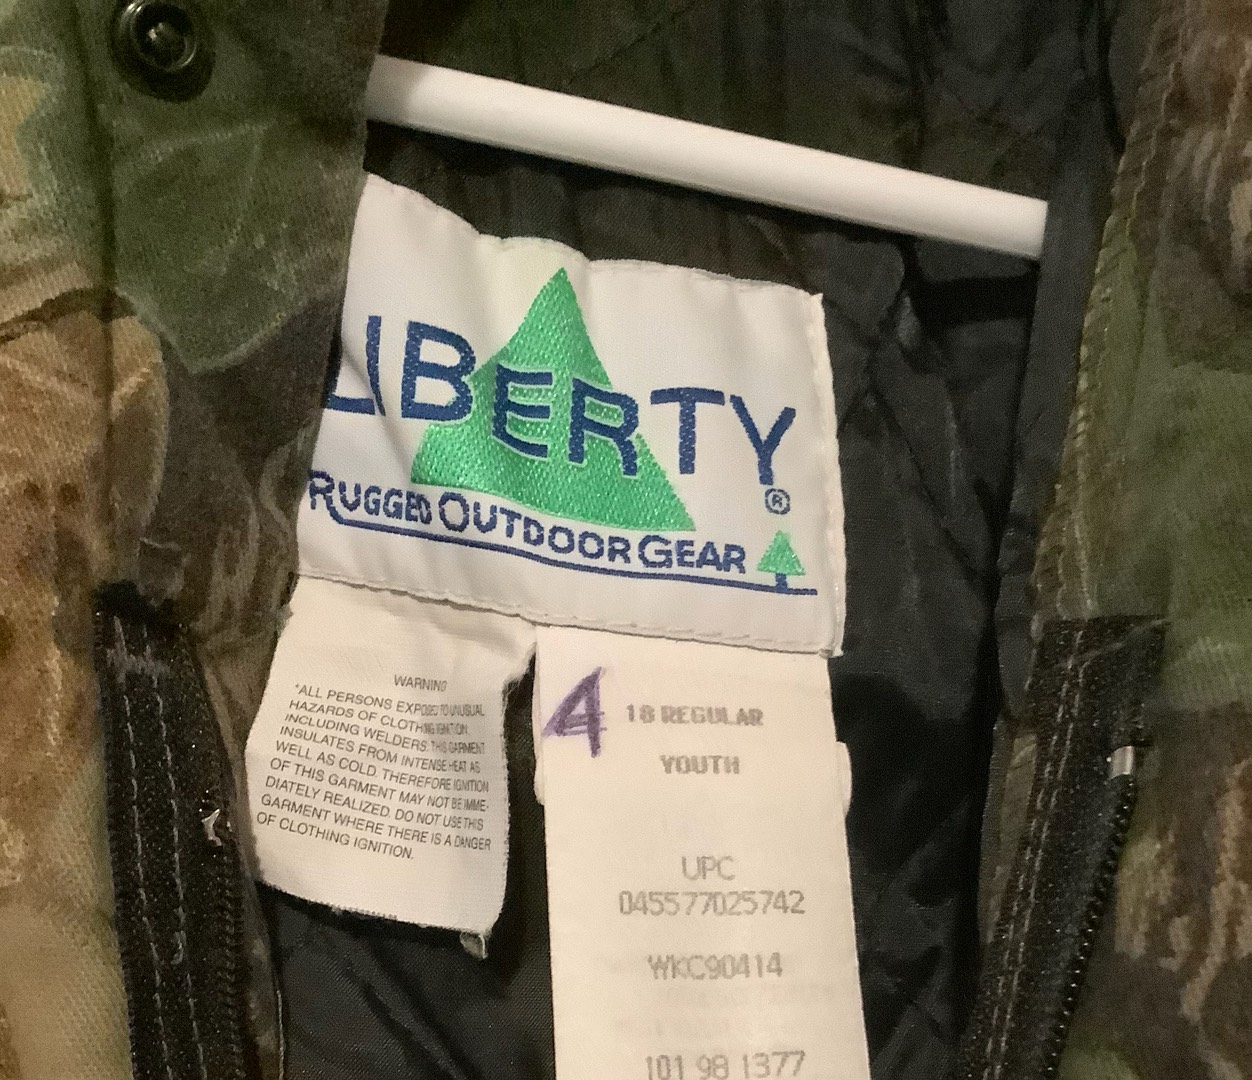 LIBERTY
®
RUGGED OUTDOOR GEAR
WARNING
*ALL PERSONS EXPOSED TO UNUSUAL
HAZARDS OF CLOTHING IGNITION,
INCLUDING WELDERS. THIS GARMENT
INSULATES FROM INTENSE HEAT AS
WELL AS COLD. THEREFORE IGNITION
OF THIS GARMENT MAY NOT BE IMME-
DIATELY REALIZED. DO NOT USE THIS
GARMENT WHERE THERE IS A DANGER
OF CLOTHING IGNITION.
4
18 REGULAR
YOUTH
UPC
045577025742
WKC90414
101 98 1377